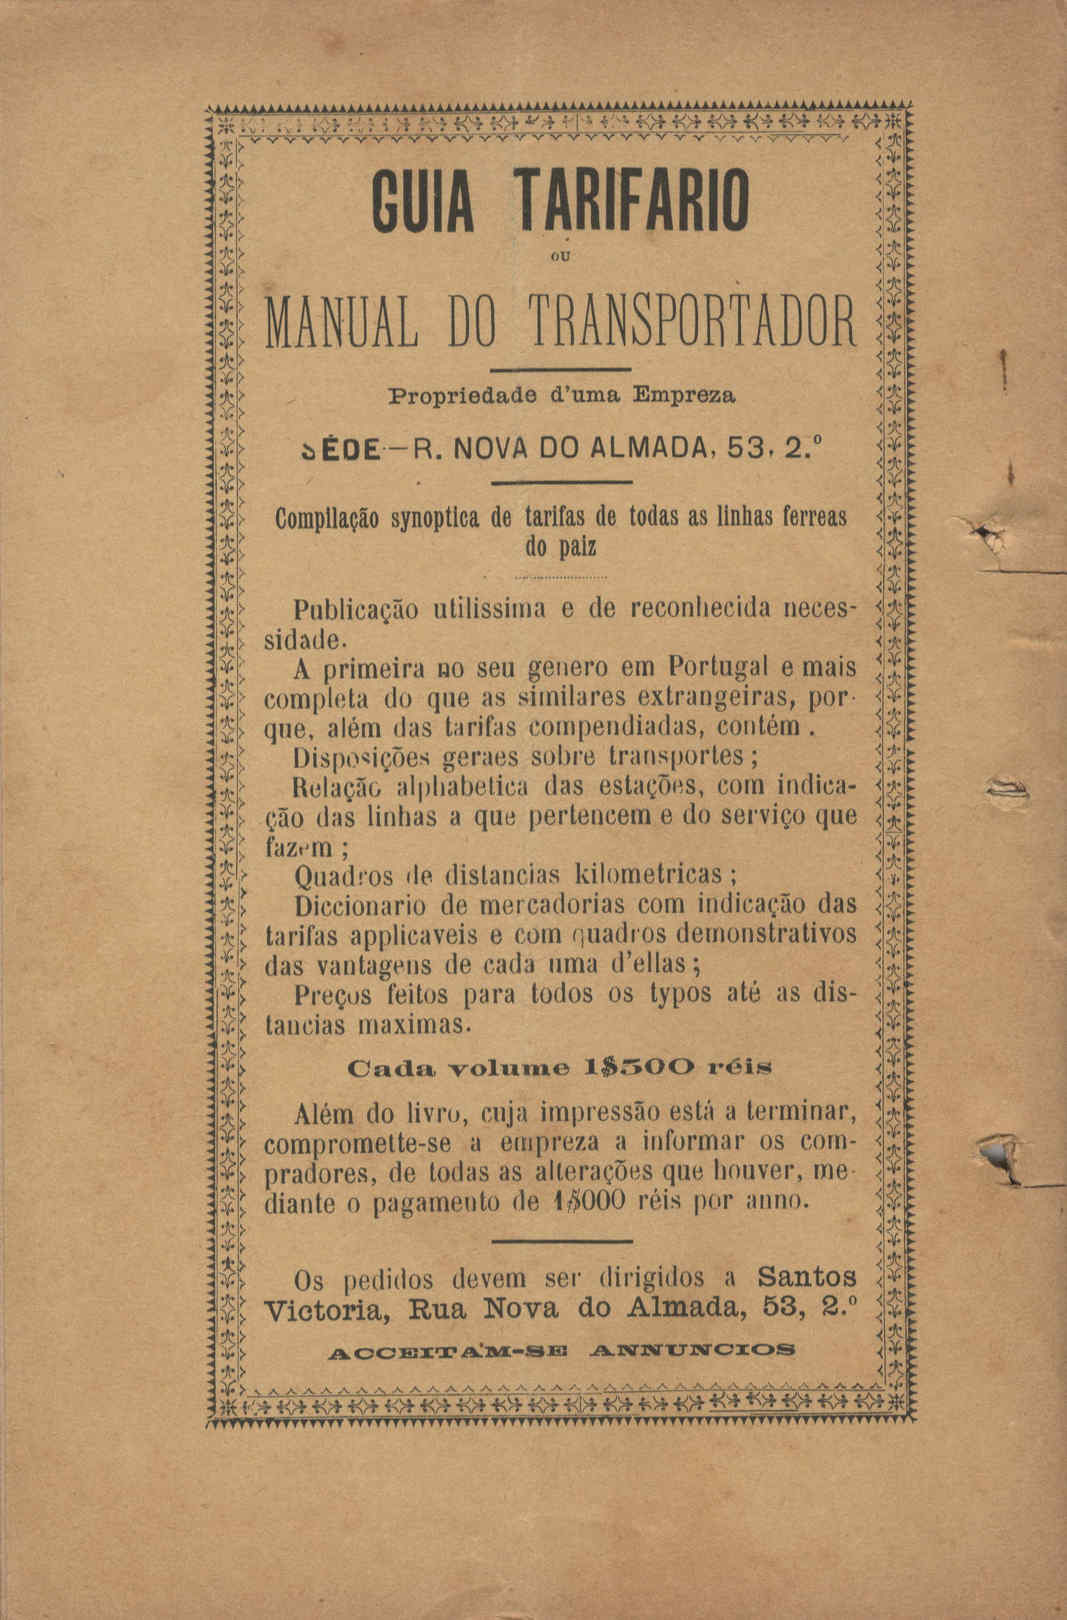 GUIA TARIFARIO
OU
MANUAL DO TRANSPORTADOR
Propriedade d'uma Empreza
SÉDE—R. NOVA DO ALMADA, 53, 2.º
Compilação synoptica de tarifas de todas as linhas ferreas
do paiz
Publicação utilissima e de reconhecida neces-
sidade.
A primeira no seu genero em Portugal e mais
completa do que as similares extrangeiras, por-
que, além das tarifas compendiadas, contém.
Disposições geraes sobre transportes;
Relação alphabetica das estações, com indica-
ção das linhas a que pertencem e do serviço que
fazem;
Quadros de distancias kilometricas;
Diccionario de mercadorias com indicação das
tarifas applicaveis e com quadros demonstrativos
das vantagens de cada uma d'ellas;
Preços feitos para todos os typos até as dis-
tancias maximas.
Cada volume 1$500 réis
Além do livro, cuja impressão está a terminar,
compromette-se a empreza a informar os com-
pradores, de todas as alterações que houver, me-
diante o pagamento de 1$000 réis por anno.
Os pedidos devem ser dirigidos a Santos
Victoria, Rua Nova do Almada, 53, 2.º
ACCEITAM-SE ANNUNCIOS